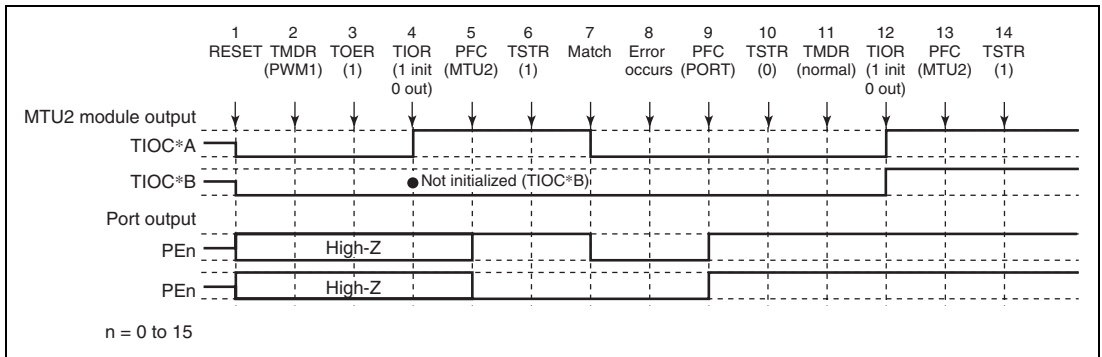 1 2 3 4 5 6 7 8 9 10 11 12 13 14
RESET TMDR TOER TIOR PFC TSTR Match Error PFC TSTR TMDR TIOR PFC TSTR
(PWM1) (1) (1 init (MTU2) (1) occurs (PORT) (0) (normal) (1 init (MTU2) (1)
0 out) 0 out)
MTU2 module output
TIOC*A
TIOC*B
Not initialized (TIOC*B)
Port output
PEn
High-Z
PEn
High-Z
n = 0 to 15